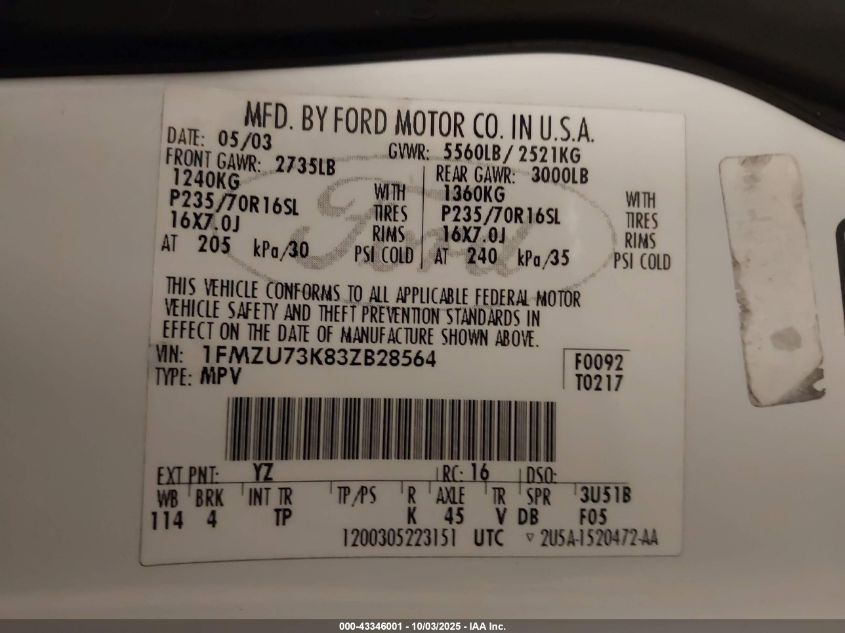 MFD. BY FORD MOTOR CO. IN U.S.A.
DATE: 05/03 GVWR: 5560LB/ 2521KG
FRONT GAWR: 2735LB REAR GAWR: 3000LB
1240KG WITH 1360KG WITH
P235/70R16SL TIRES P235/70R16SL TIRES
16X7.0J RIMS 16X7.0J RIMS
AT 205 kPa/30 PSI COLD AT 240 kPa/35 PSI COLD
Ford
THIS VEHICLE CONFORMS TO ALL APPLICABLE FEDERAL MOTOR
VEHICLE SAFETY AND THEFT PREVENTION STANDARDS IN
EFFECT ON THE DATE OF MANUFACTURE SHOWN ABOVE.
VIN: 1FMZU73K83ZB28564 F0092
TYPE: MPV T0217
EXT PNT: YZ RC: 16 DSO:
WB BRK INT TR TP/PS R AXLE TR SPR 3U51B
114 4 TP K 45 V DB F05
1200305223151 UTC ▽ 2U5A-1520472-AA
000-43346001 - 10/03/2025 - IAA Inc.